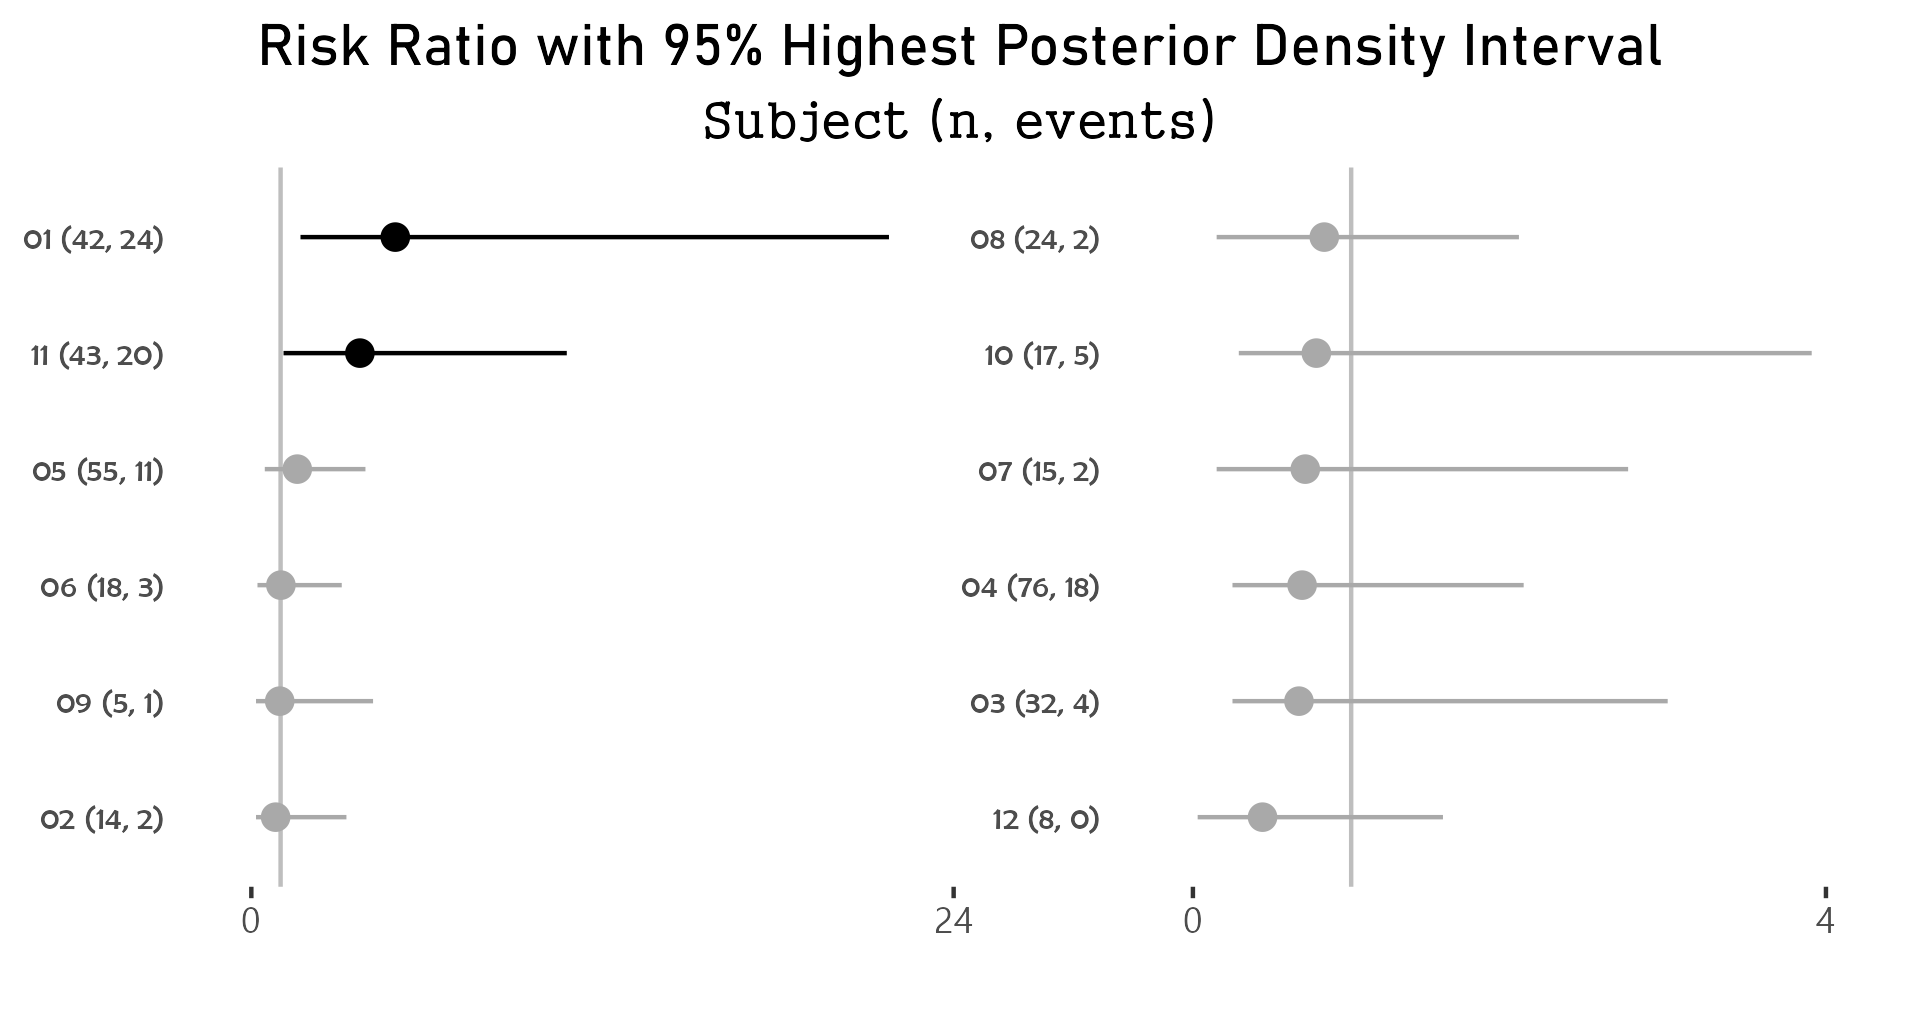 Risk Ratio with 95% Highest Posterior Density Interval
Subject (n, events)
01 (42, 24)
11 (43, 20)
05 (55, 11)
06 (18, 3)
09 (5, 1)
02 (14, 2)
0
24
08 (24, 2)
10 (17, 5)
07 (15, 2)
04 (76, 18)
03 (32, 4)
12 (8, 0)
0
4